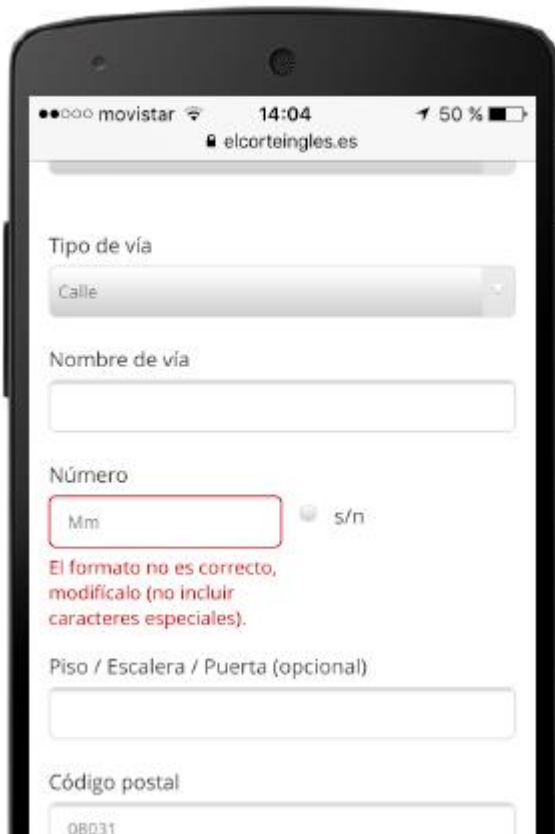 movistar 14:04 50 %
elcorteingles.es
Tipo de vía
Calle
Nombre de vía
Número
Mm
s/n
El formato no es correcto,
modifícalo (no incluir
caracteres especiales).
Piso / Escalera / Puerta (opcional)
Código postal
08031